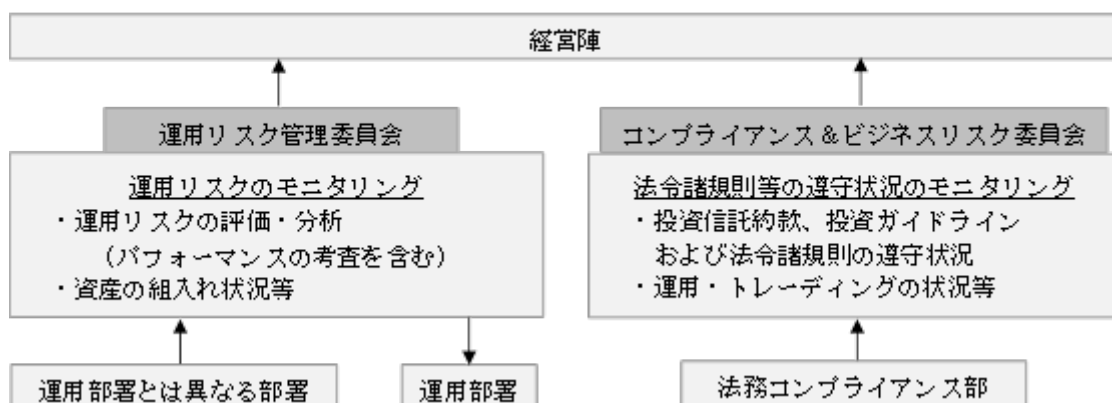 経営陣
運用リスク管理委員会
運用リスクのモニタリング
・運用リスクの評価・分析
（パフォーマンスの考査を含む）
・資産の組入れ状況等
運用部署とは異なる部署
運用部署
コンプライアンス＆ビジネスリスク委員会
法令諸規則等の遵守状況のモニタリング
・投資信託約款、投資ガイドライン
および法令諸規則の遵守状況
・運用・トレーディングの状況等
法務コンプライアンス部